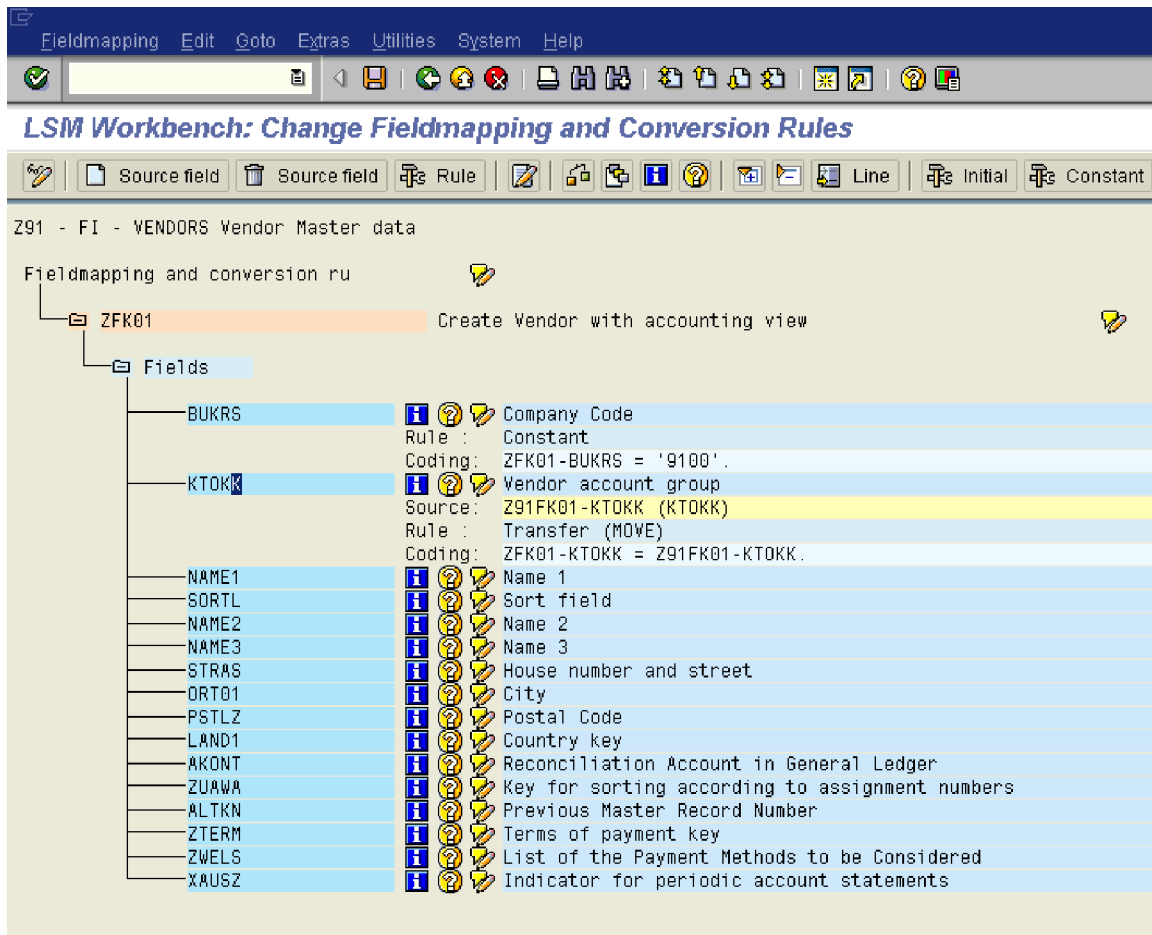 Fieldmapping Edit Goto Extras Utilities System Help
LSM Workbench: Change Fieldmapping and Conversion Rules
Source field Source field Rule Line Initial Constant
Z91 - FI - VENDORS Vendor Master data
Fieldmapping and conversion ru
ZFK01 Create Vendor with accounting view
Fields
BUKRS Company Code
Rule : Constant
Coding: ZFK01-BUKRS = '9100'.
KTOKK Vendor account group
Source: Z91FK01-KTOKK (KTOKK)
Rule : Transfer (MOVE)
Coding: ZFK01-KTOKK = Z91FK01-KTOKK.
NAME1 Name 1
SORTL Sort field
NAME2 Name 2
NAME3 Name 3
STRAS House number and street
ORT01 City
PSTLZ Postal Code
LAND1 Country key
AKONT Reconciliation Account in General Ledger
ZUAWA Key for sorting according to assignment numbers
ALTKN Previous Master Record Number
ZTERM Terms of payment key
ZWELS List of the Payment Methods to be Considered
XAUSZ Indicator for periodic account statements